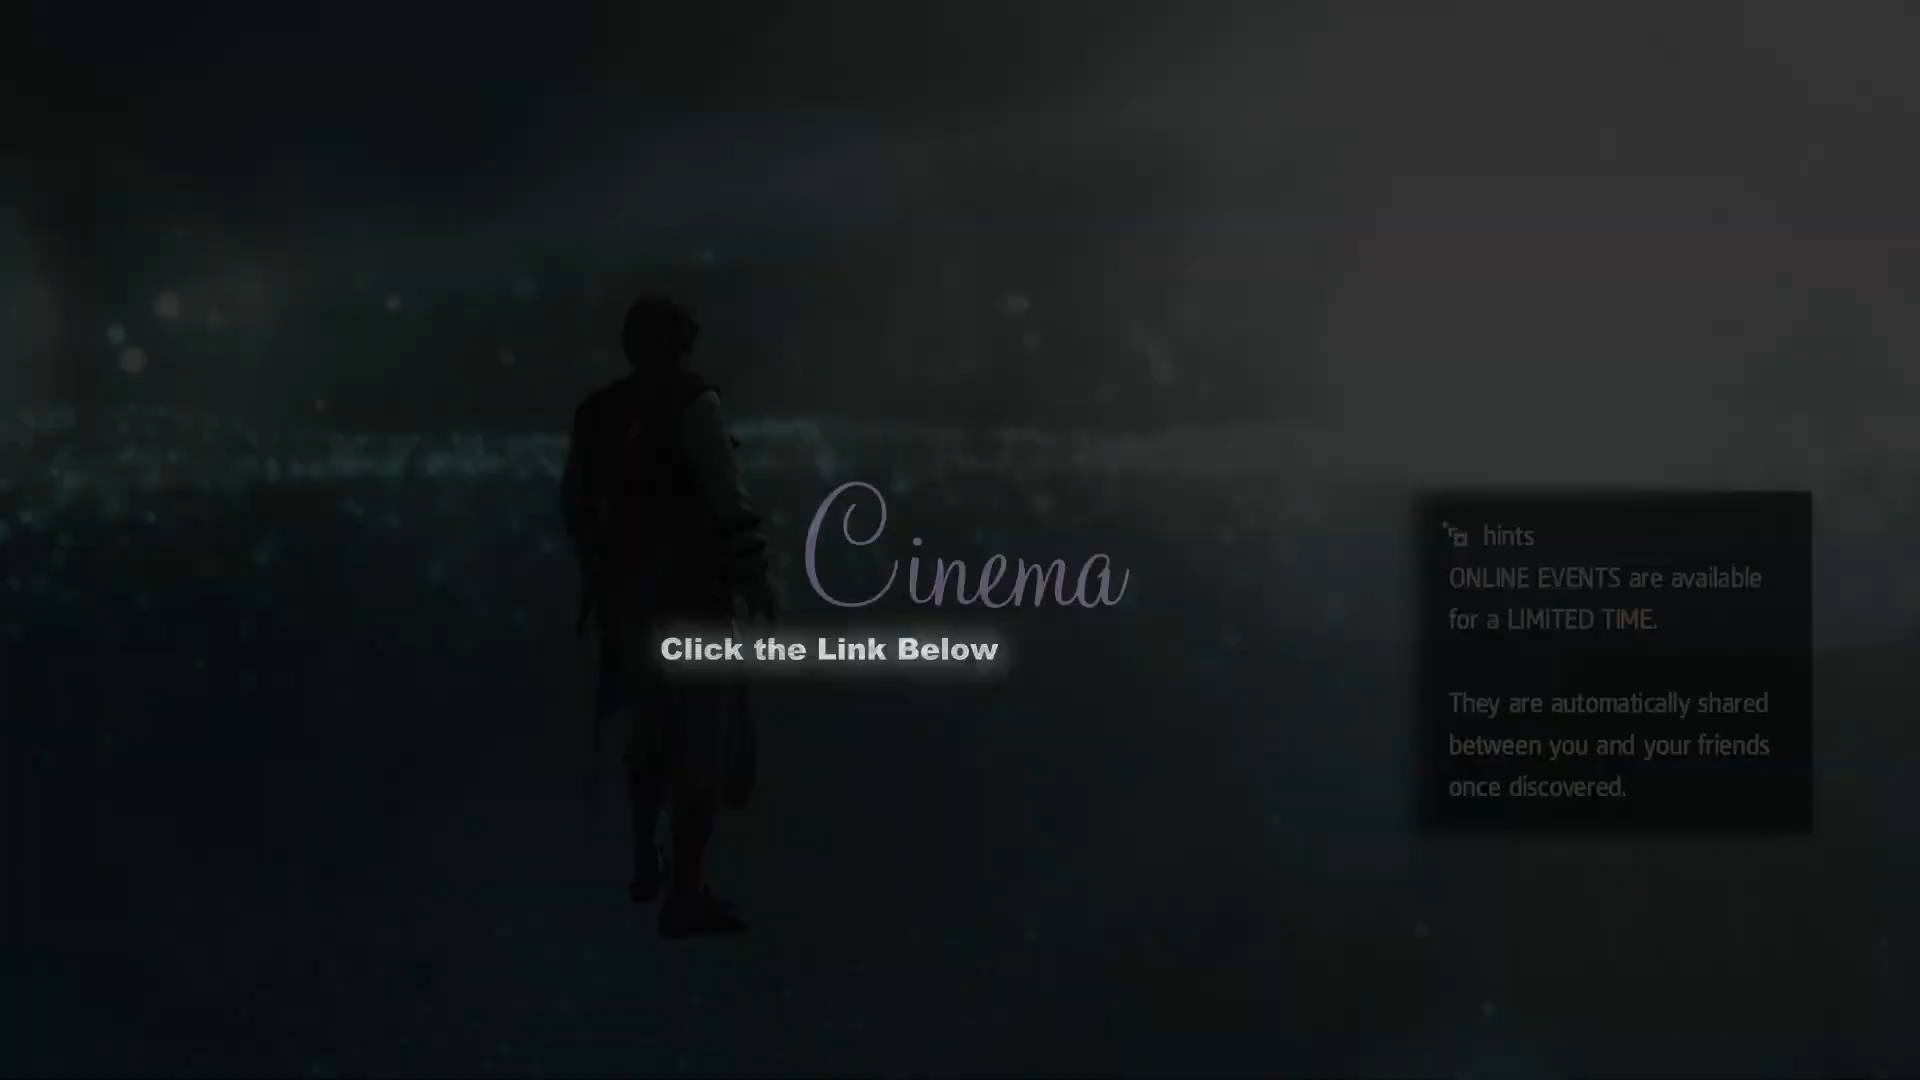 Cinema
Click the Link Below
hints
ONLINE EVENTS are available
for a LIMITED TIME.
They are automatically shared
between you and your friends
once discovered.